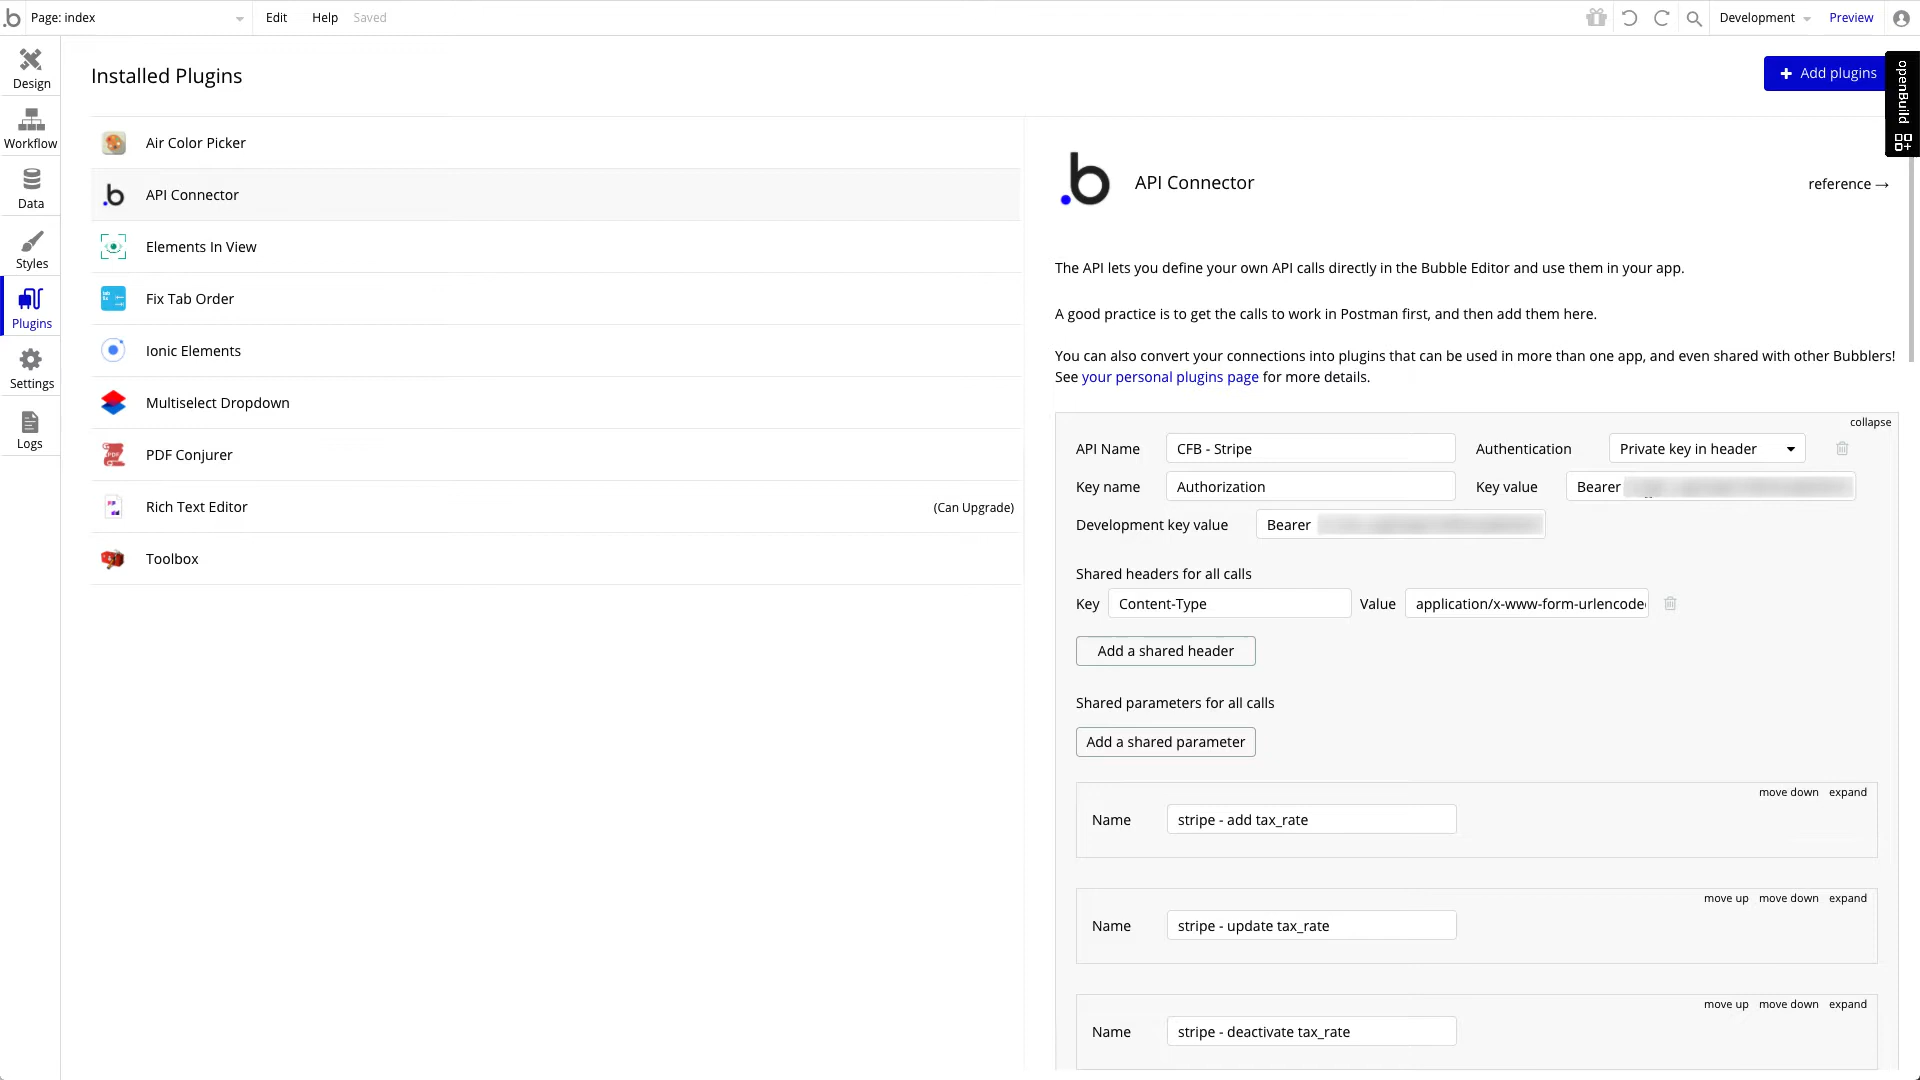 Page: index
Edit
Help
Saved
Development
Preview
Design
Workflow
Data
Styles
Plugins
Settings
Logs
Installed Plugins
Add plugins
openBuild
Air Color Picker
API Connector
Elements In View
Fix Tab Order
Ionic Elements
Multiselect Dropdown
PDF Conjurer
Rich Text Editor
(Can Upgrade)
Toolbox
API Connector
reference →
The API lets you define your own API calls directly in the Bubble Editor and use them in your app.
A good practice is to get the calls to work in Postman first, and then add them here.
You can also convert your connections into plugins that can be used in more than one app, and even shared with other Bubblers!
See your personal plugins page for more details.
collapse
API Name CFB - Stripe Authentication Private key in header
Key name Authorization Key value Bearer
Development key value Bearer
Shared headers for all calls
Key Content-Type Value application/x-www-form-urlencode
Add a shared header
Shared parameters for all calls
Add a shared parameter
move down expand
Name stripe - add tax_rate
move up move down expand
Name stripe - update tax_rate
move up move down expand
Name stripe - deactivate tax_rate